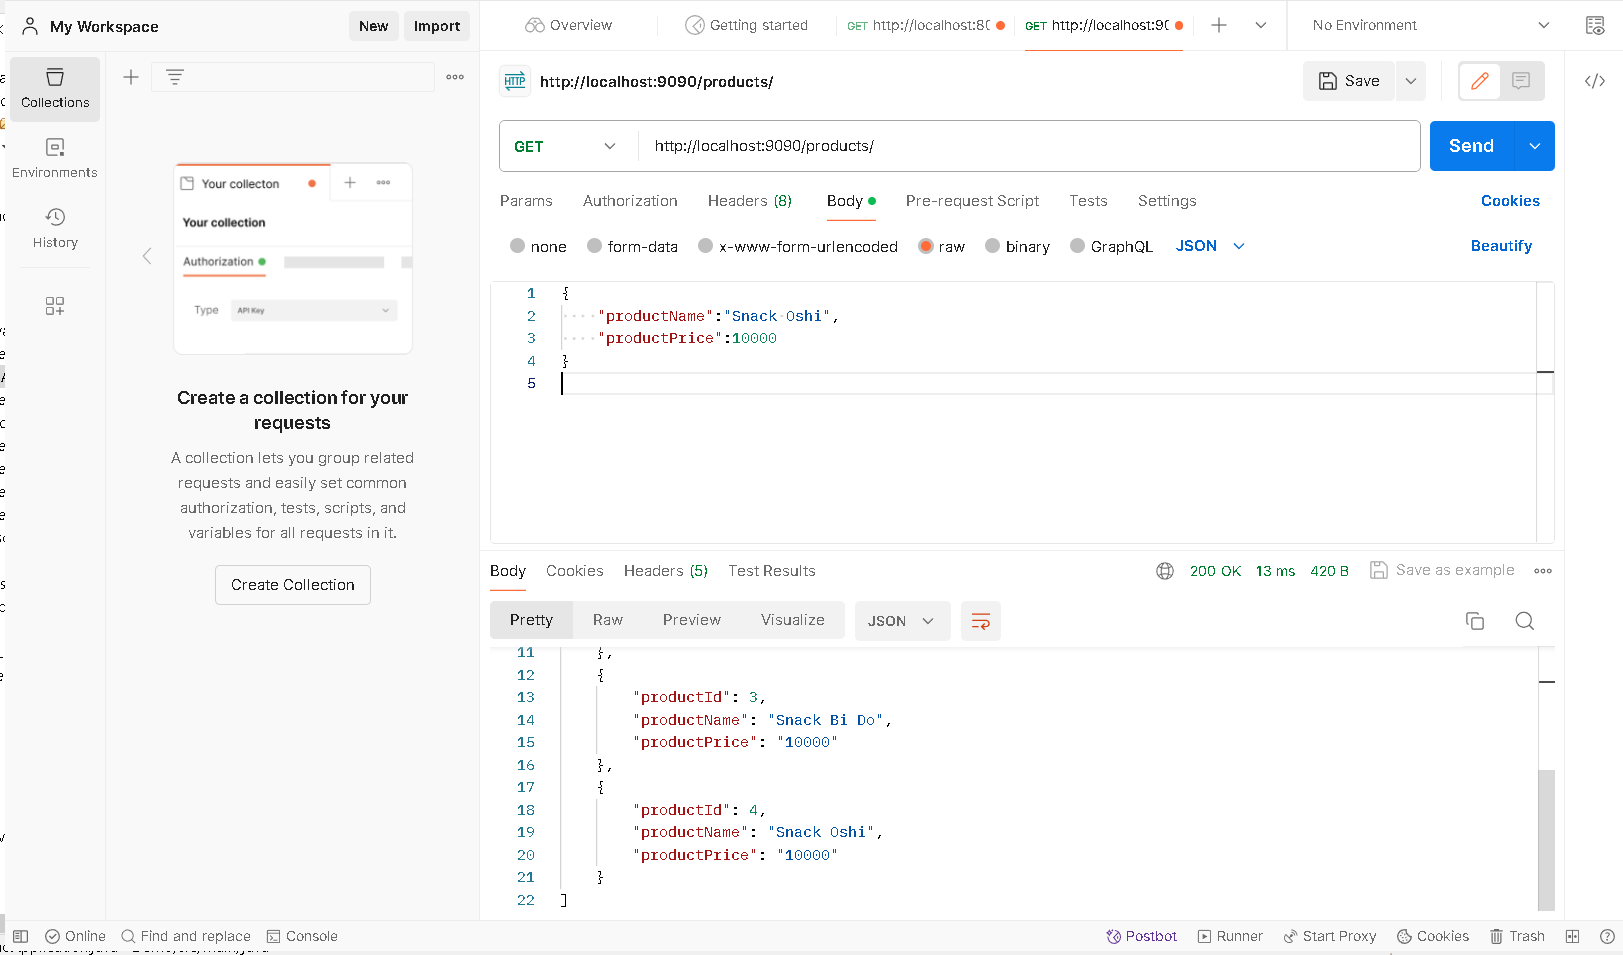 My Workspace
New
Import
Overview
Getting started
GET http://localhost:80
GET http://localhost:90
No Environment
Collections
Environments
History
Your collecton
Your collection
Authorization
Type
API Key
Create a collection for your
requests
A collection lets you group related
requests and easily set common
authorization, tests, scripts, and
variables for all requests in it.
Create Collection
HTTP
http://localhost:9090/products/
Save
GET
http://localhost:9090/products/
Send
Params
Authorization
Headers (8)
Body
Pre-request Script
Tests
Settings
Cookies
none
form-data
x-www-form-urlencoded
raw
binary
GraphQL
JSON
Beautify
1 {
2 "productName":"Snack Oshi",
3 "productPrice":10000
4 }
5
Body
Cookies
Headers (5)
Test Results
200 OK
13 ms
420 B
Save as example
Pretty
Raw
Preview
Visualize
JSON
11 },
12 {
13 "productId": 3,
14 "productName": "Snack Bi Do",
15 "productPrice": "10000"
16 },
17 {
18 "productId": 4,
19 "productName": "Snack Oshi",
20 "productPrice": "10000"
21 }
22 ]
Online
Find and replace
Console
Postbot
Runner
Start Proxy
Cookies
Trash